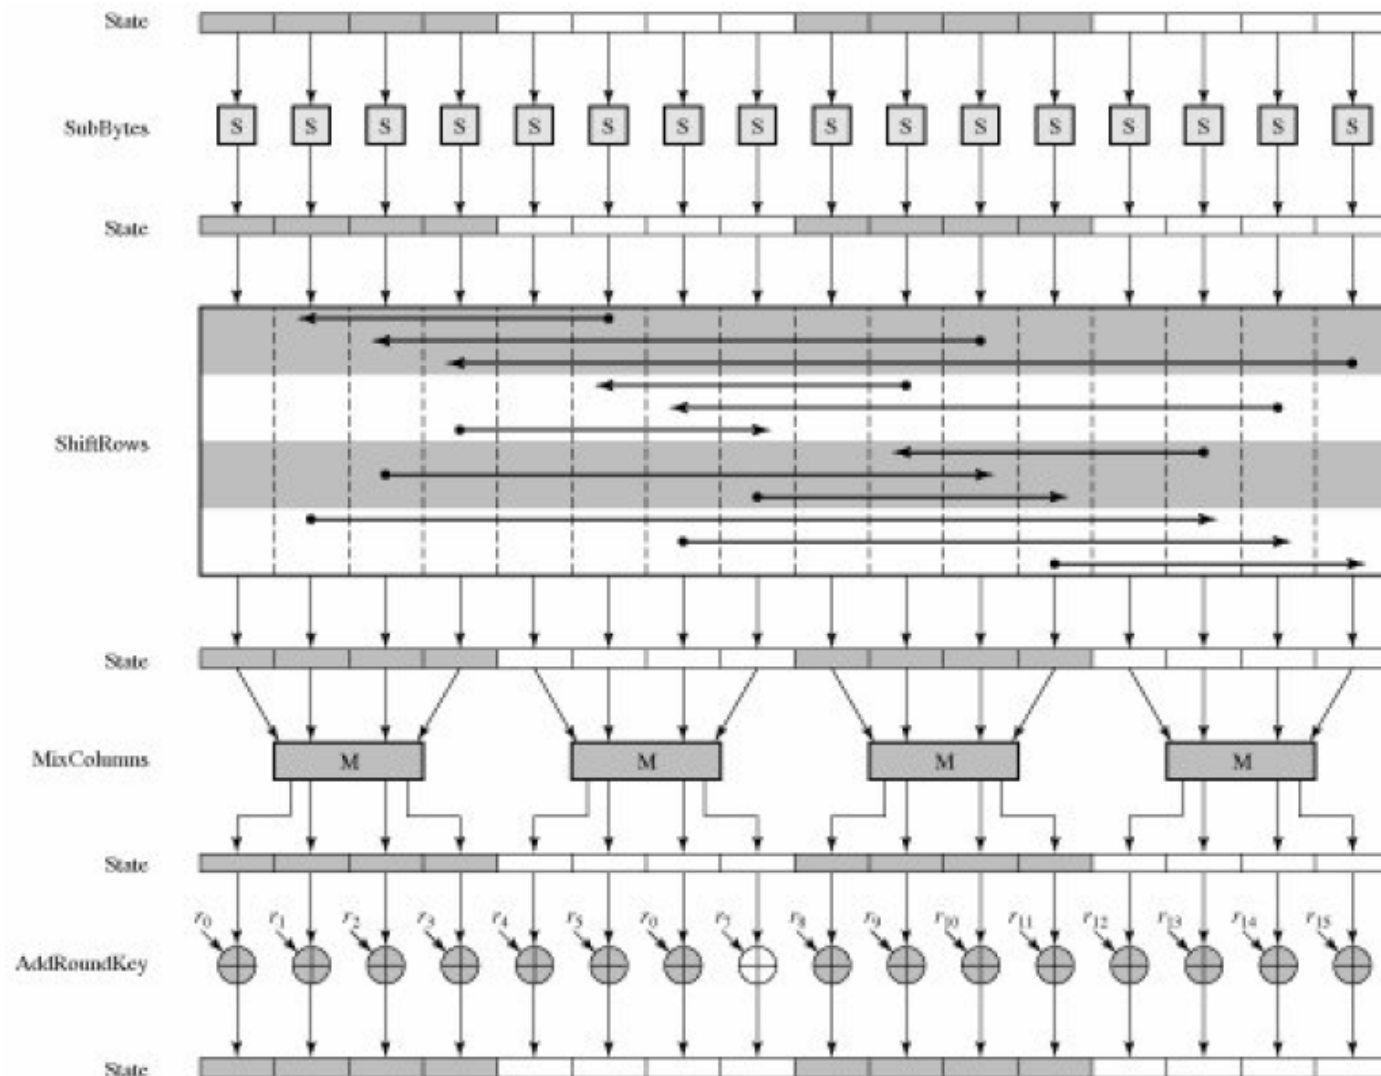 State
SubBytes S S S S S S S S S S S S S S S S
State
ShiftRows
State
MixColumns M M M M
State
r0 r1 r2 r3 r4 r5 r0 r7 r8 r9 r10 r11 r12 r13 r14 r15
AddRoundKey
State